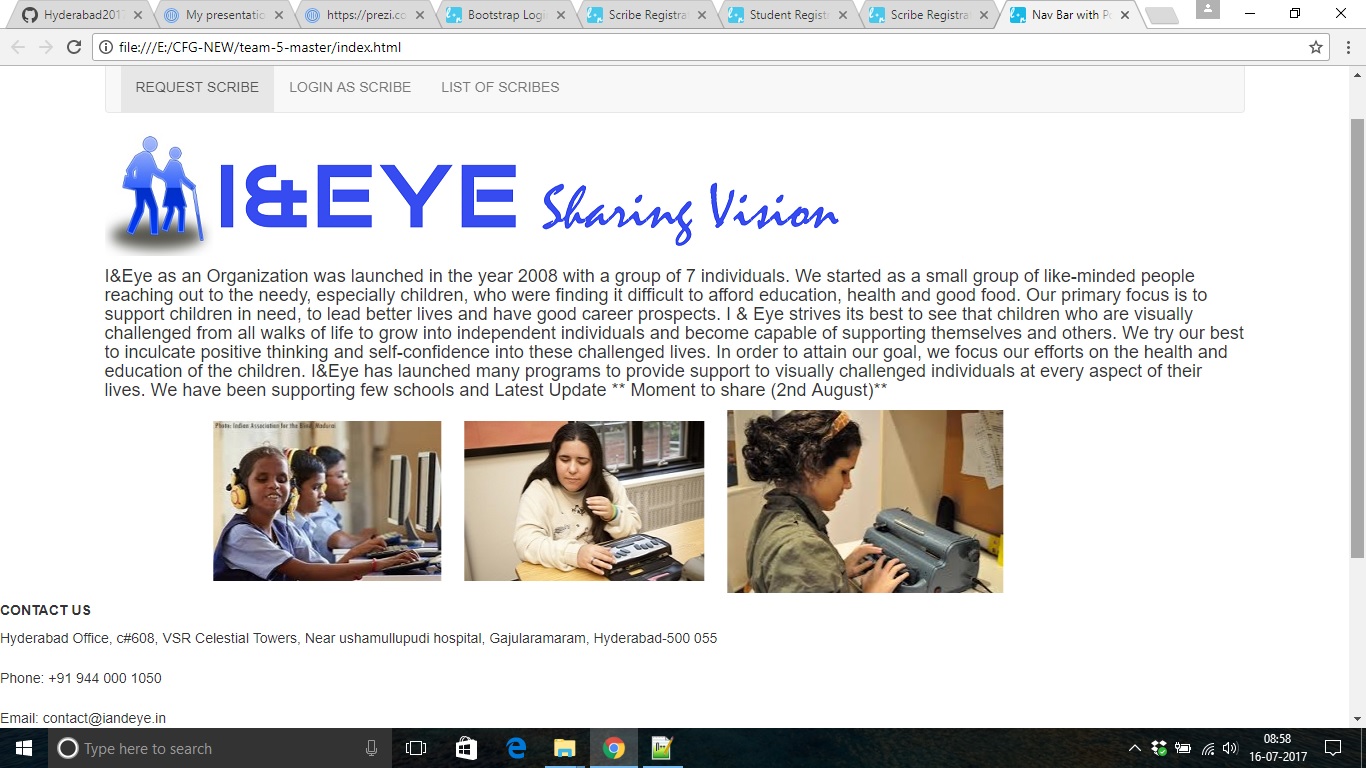 Hyderabad201
My presentatio
https://prezi.co
Bootstrap Logi
Scribe Registra
Student Regist
Scribe Registra
Nav Bar with Po
file:///E:/CFG-NEW/team-5-master/index.html
REQUEST SCRIBE LOGIN AS SCRIBE LIST OF SCRIBES
I&EYE Sharing Vision
I&Eye as an Organization was launched in the year 2008 with a group of 7 individuals. We started as a small group of like-minded people
reaching out to the needy, especially children, who were finding it difficult to afford education, health and good food. Our primary focus is to
support children in need, to lead better lives and have good career prospects. I & Eye strives its best to see that children who are visually
challenged from all walks of life to grow into independent individuals and become capable of supporting themselves and others. We try our best
to inculcate positive thinking and self-confidence into these challenged lives. In order to attain our goal, we focus our efforts on the health and
education of the children. I&Eye has launched many programs to provide support to visually challenged individuals at every aspect of their
lives. We have been supporting few schools and Latest Update ** Moment to share (2nd August)**
Photo: Indian Association for the Blind, Madurai
CONTACT US
Hyderabad Office, c#608, VSR Celestial Towers, Near ushamullupudi hospital, Gajularamaram, Hyderabad-500 055
Phone: +91 944 000 1050
Email: contact@iandeye.in
Type here to search
08:58
16-07-2017